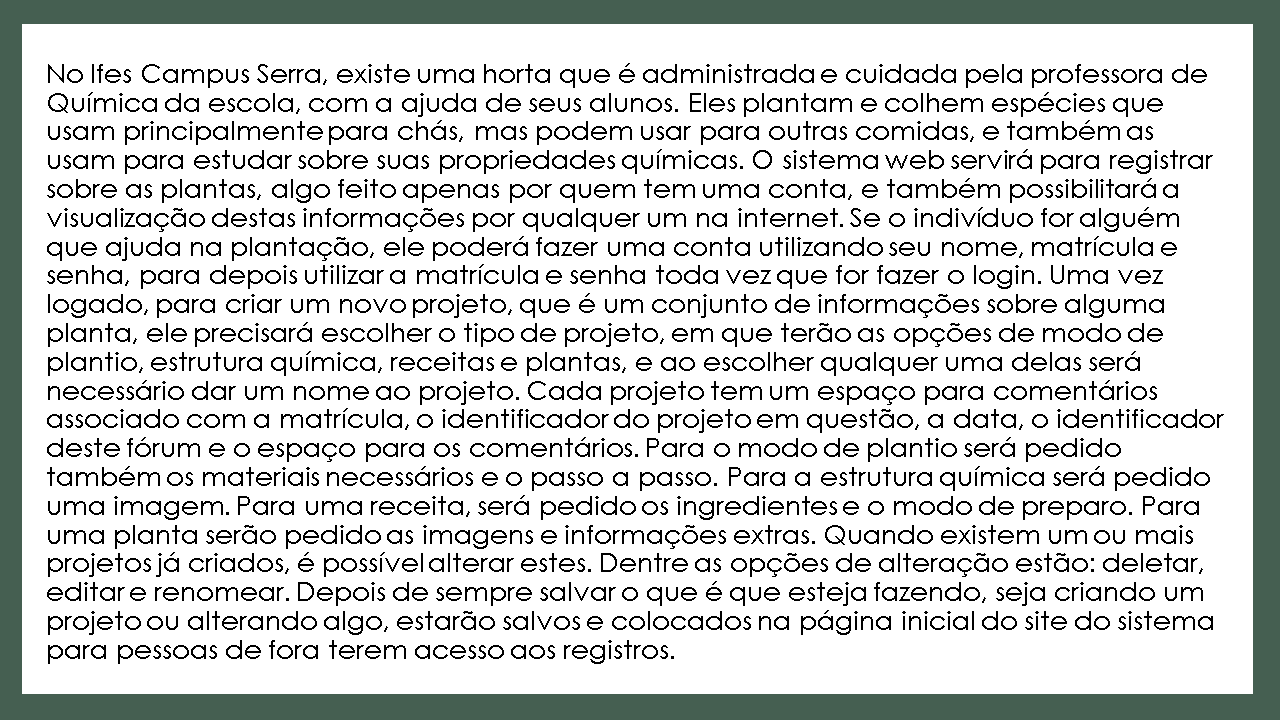 No Ifes Campus Serra, existe uma horta que é administrada e cuidada pela professora de
Química da escola, com a ajuda de seus alunos. Eles plantam e colhem espécies que
usam principalmente para chás, mas podem usar para outras comidas, e também as
usam para estudar sobre suas propriedades químicas. O sistema web servirá para registrar
sobre as plantas, algo feito apenas por quem tem uma conta, e também possibilitará a
visualização destas informações por qualquer um na internet. Se o indivíduo for alguém
que ajuda na plantação, ele poderá fazer uma conta utilizando seu nome, matrícula e
senha, para depois utilizar a matrícula e senha toda vez que for fazer o login. Uma vez
logado, para criar um novo projeto, que é um conjunto de informações sobre alguma
planta, ele precisará escolher o tipo de projeto, em que terão as opções de modo de
plantio, estrutura química, receitas e plantas, e ao escolher qualquer uma delas será
necessário dar um nome ao projeto. Cada projeto tem um espaço para comentários
associado com a matrícula, o identificador do projeto em questão, a data, o identificador
deste fórum e o espaço para os comentários. Para o modo de plantio será pedido
também os materiais necessários e o passo a passo. Para a estrutura química será pedido
uma imagem. Para uma receita, será pedido os ingredientes e o modo de preparo. Para
uma planta serão pedido as imagens e informações extras. Quando existem um ou mais
projetos já criados, é possível alterar estes. Dentre as opções de alteração estão: deletar,
editar e renomear. Depois de sempre salvar o que é que esteja fazendo, seja criando um
projeto ou alterando algo, estarão salvos e colocados na página inicial do site do sistema
para pessoas de fora terem acesso aos registros.